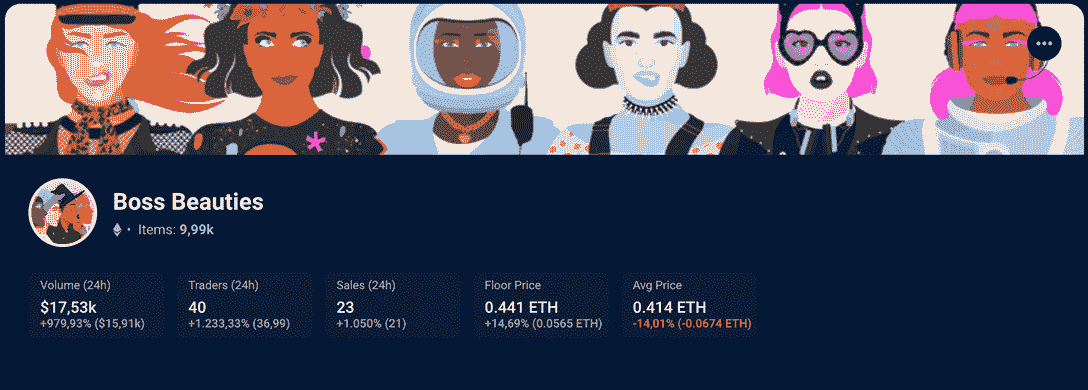 Boss Beauties
• Items: 9,99k
Volume (24h)
$17,53k
+979,93% ($15,91k)
Traders (24h)
40
+1.233,33% (36,99)
Sales (24h)
23
+1.050% (21)
Floor Price
0.441 ETH
+14,69% (0.0565 ETH)
Avg Price
0.414 ETH
-14,01% (-0.0674 ETH)